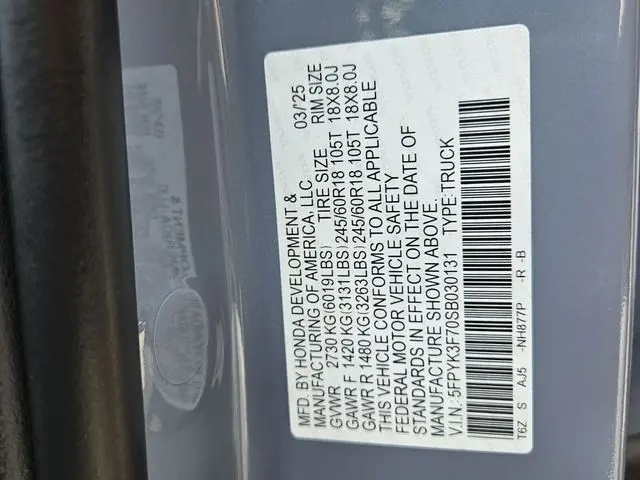 MFD. BY HONDA DEVELOPMENT &
MANUFACTURING OF AMERICA, LLC 03/'25
GVWR 2730 KG(6019LBS) TIRE SIZE RIM SIZE
GAWR F 1420 KG(3131LBS)245/60R18 105T 18X8.0J
GAWR R 1480 KG(3263LBS)245/60R18 105T 18X8.0J
THIS VEHICLE CONFORMS TO ALL APPLICABLE
FEDERAL MOTOR VEHICLE SAFETY
STANDARDS IN EFFECT ON THE DATE OF
MANUFACTURE SHOWN ABOVE.
V.I.N.: 5FPYK3F70SB030131 TYPE:TRUCK
T6Z S AJ5 -NH877P -R -B